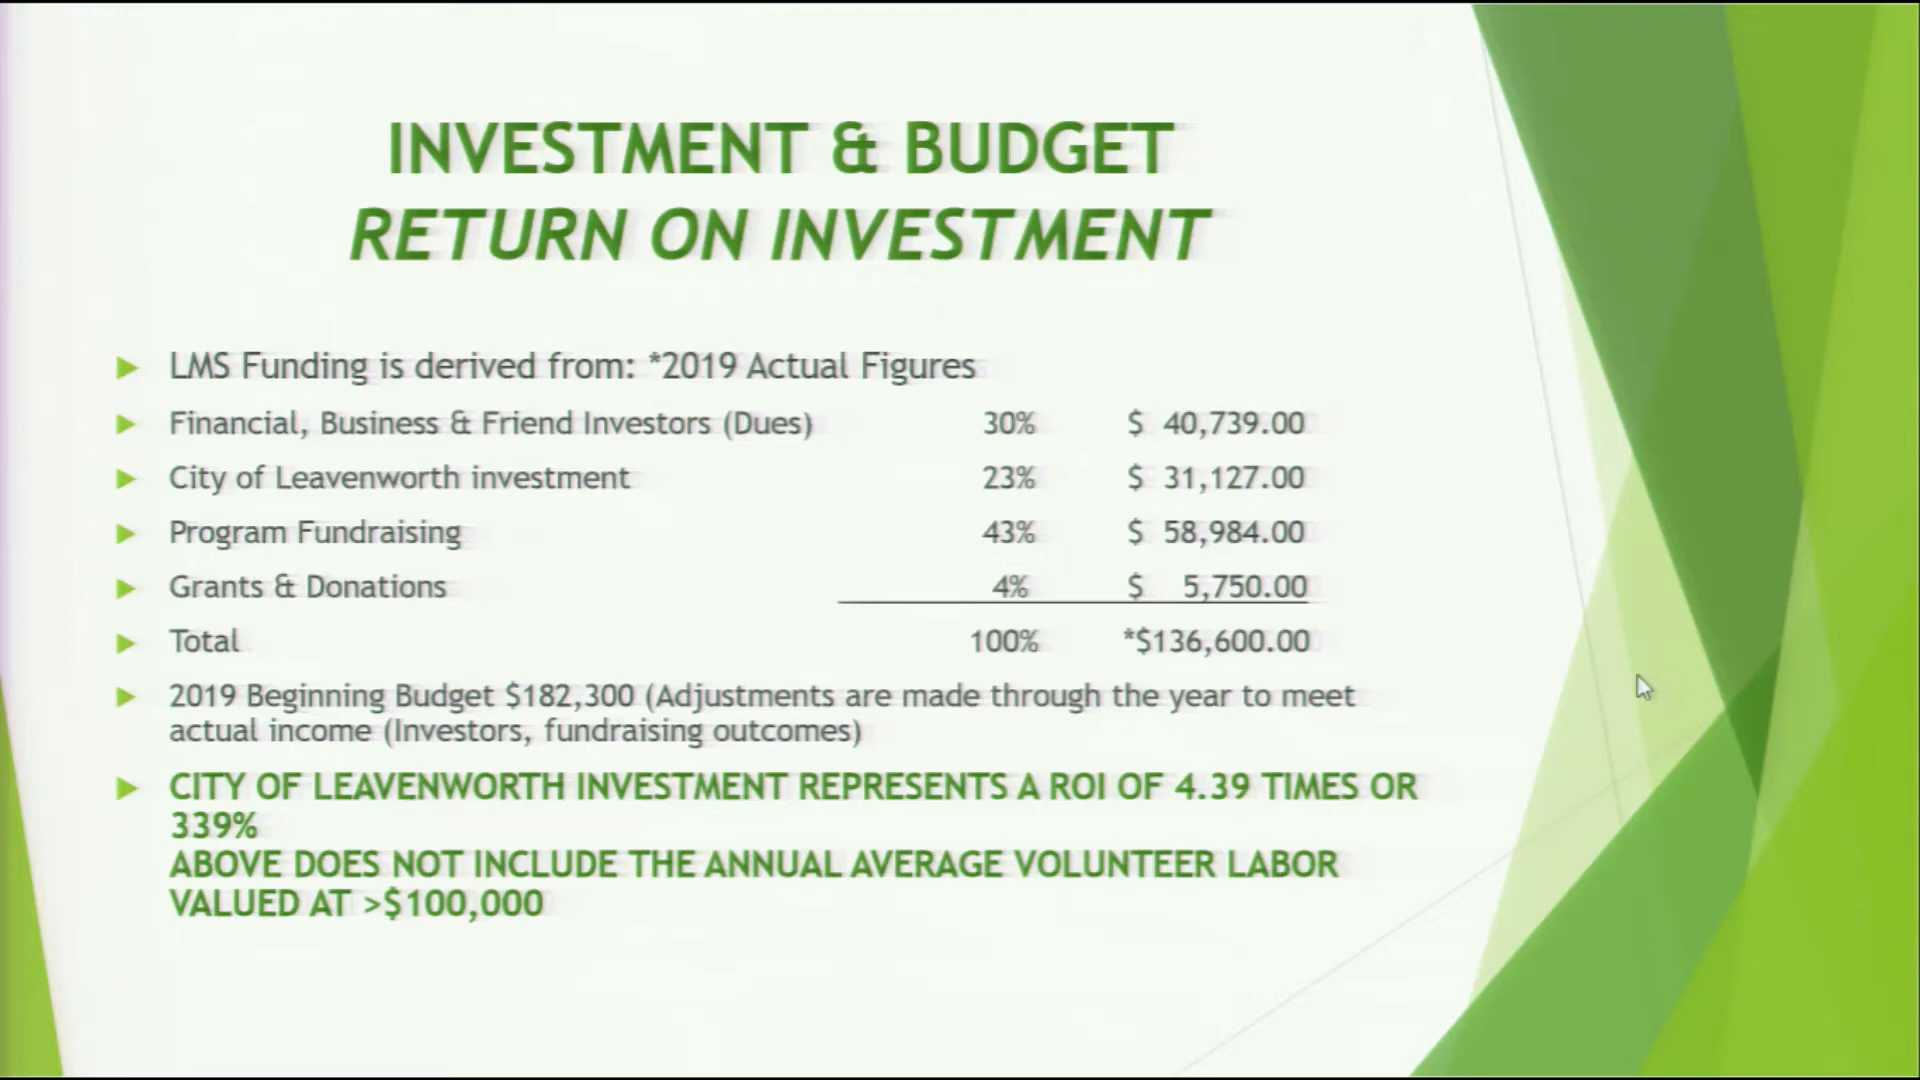 INVESTMENT & BUDGET
RETURN ON INVESTMENT
LMS Funding is derived from: *2019 Actual Figures
Financial, Business & Friend Investors (Dues) 30% $ 40,739.00
City of Leavenworth investment 23% $ 31,127.00
Program Fundraising 43% $ 58,984.00
Grants & Donations 4% $ 5,750.00
Total 100% *$136,600.00
2019 Beginning Budget $182,300 (Adjustments are made through the year to meet
actual income (Investors, fundraising outcomes)
CITY OF LEAVENWORTH INVESTMENT REPRESENTS A ROI OF 4.39 TIMES OR
339%
ABOVE DOES NOT INCLUDE THE ANNUAL AVERAGE VOLUNTEER LABOR
VALUED AT >$100,000